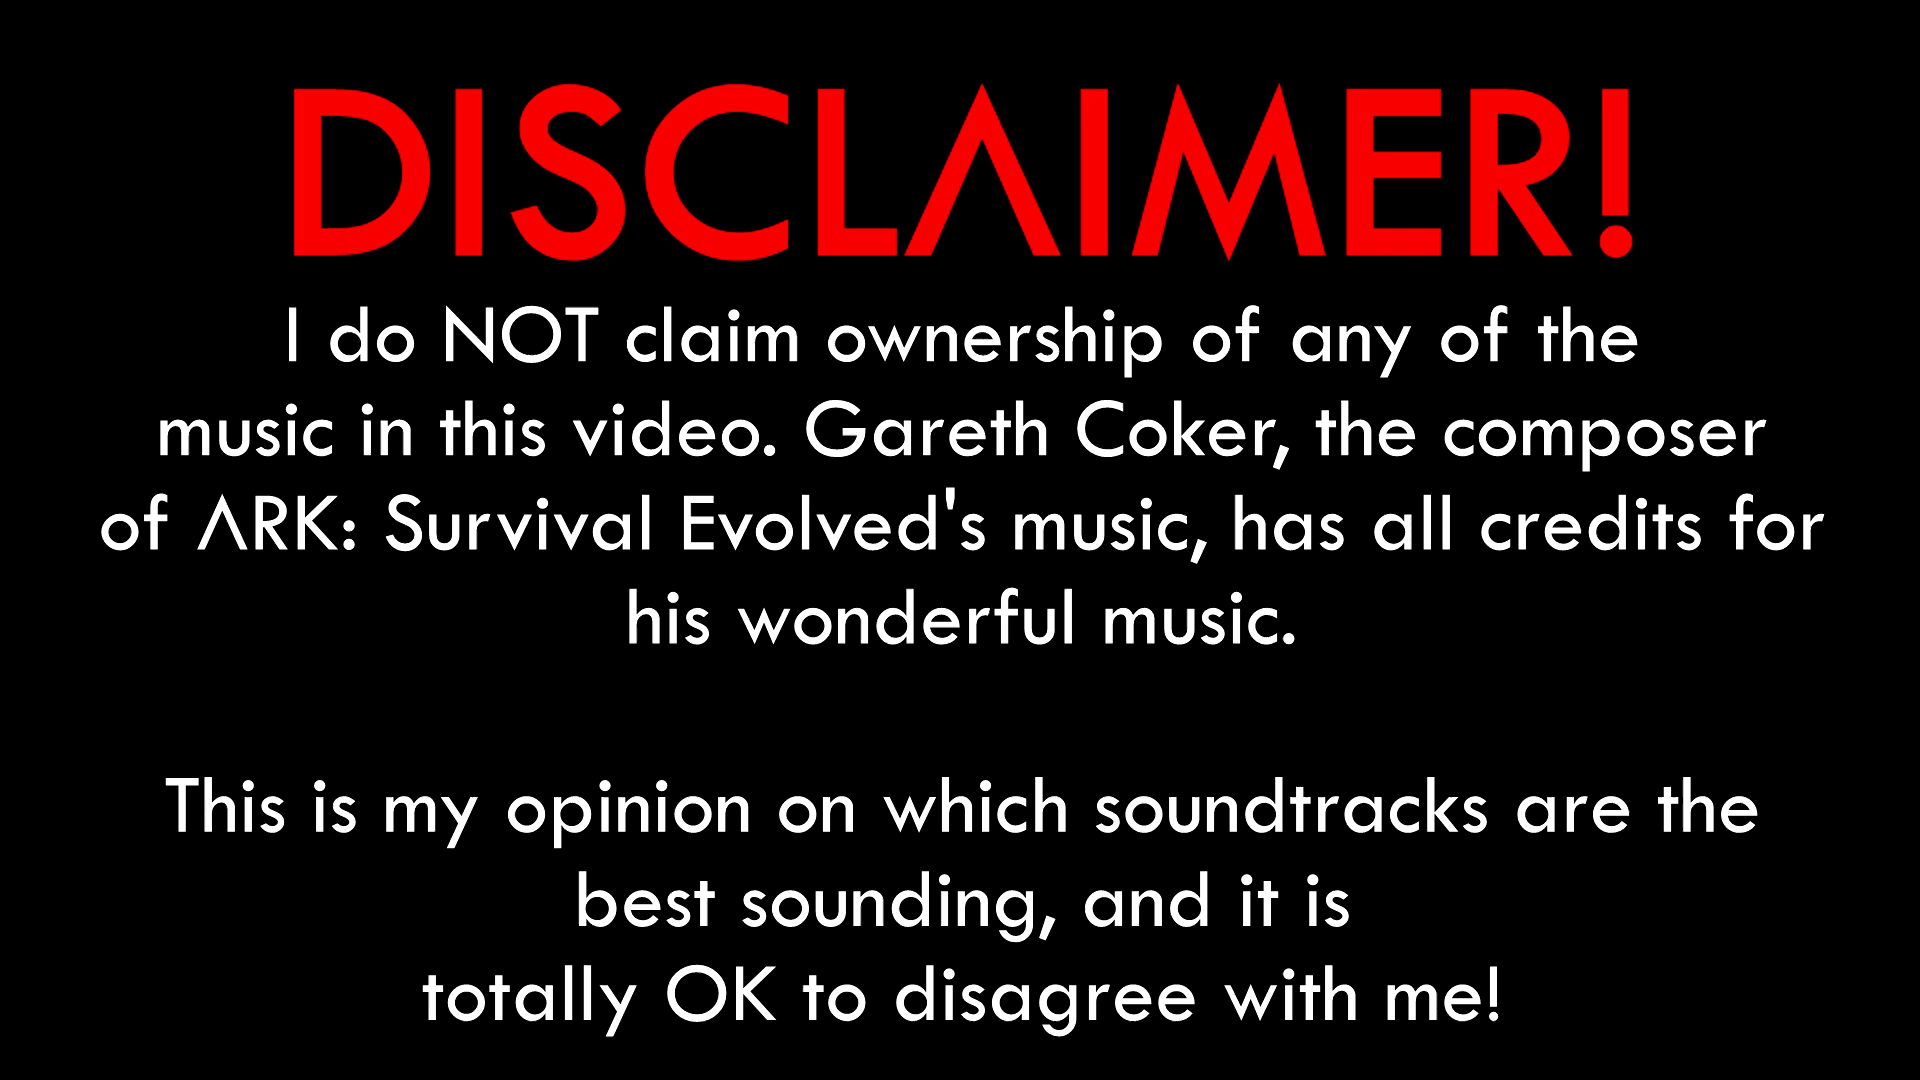 DISCLAIMER!
I do NOT claim ownership of any of the
music in this video. Gareth Coker, the composer
of ARK: Survival Evolved's music, has all credits for
his wonderful music.
This is my opinion on which soundtracks are the
best sounding, and it is
totally OK to disagree with me!